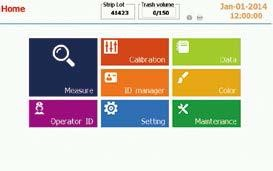 Home
Strip Lot
41423
Trash volume
0/150
Jan-01-2014
12:00:00
Measure
Calibration
Data
ID manager
Color
Operator ID
Setting
Maintenance